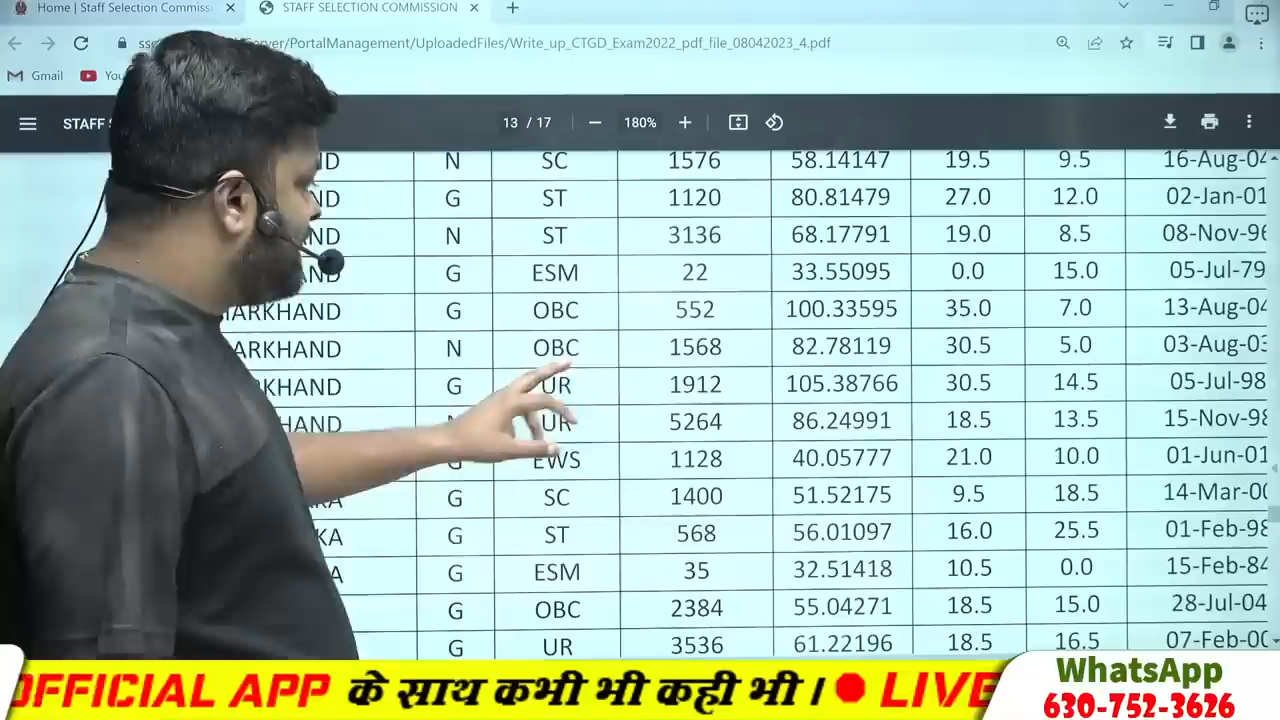 Home | Staff Selection Commiss
STAFF SELECTION COMMISSION
Server/PortalManagement/UploadedFiles/Write_up_CTGD_Exam2022_pdf_file_08042023_4.pdf
Gmail
STAFF
13 / 17
180%
ND N SC 1576 58.14147 19.5 9.5 16-Aug-04
ND G ST 1120 80.81479 27.0 12.0 02-Jan-01
ND N ST 3136 68.17791 19.0 8.5 08-Nov-96
ND G ESM 22 33.55095 0.0 15.0 05-Jul-79
HARKHAND G OBC 552 100.33595 35.0 7.0 13-Aug-04
ARKHAND N OBC 1568 82.78119 30.5 5.0 03-Aug-03
ARKHAND G UR 1912 105.38766 30.5 14.5 05-Jul-98
KHAND UR 5264 86.24991 18.5 13.5 15-Nov-98
G EWS 1128 40.05777 21.0 10.0 01-Jun-01
KA G SC 1400 51.52175 9.5 18.5 14-Mar-00
KA G ST 568 56.01097 16.0 25.5 01-Feb-98
A G ESM 35 32.51418 10.5 0.0 15-Feb-84
G OBC 2384 55.04271 18.5 15.0 28-Jul-04
G UR 3536 61.22196 18.5 16.5 07-Feb-00
OFFICIAL APP के साथ कभी भी कही भी । LIVE
WhatsApp
630-752-3626